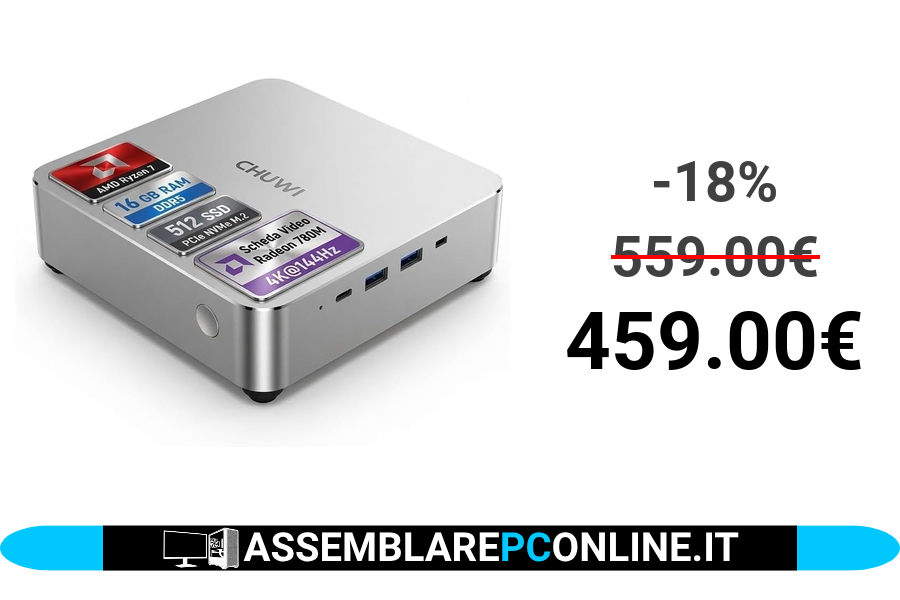 CHUWI
AMD Ryzen 7
16 GB RAM
DDR5
512 SSD
PCIe NVMe M.2
Scheda Video
Radeon 780M
4K@144Hz
-18%
559.00€
459.00€
ASSEMBLAREPCONLINE.IT